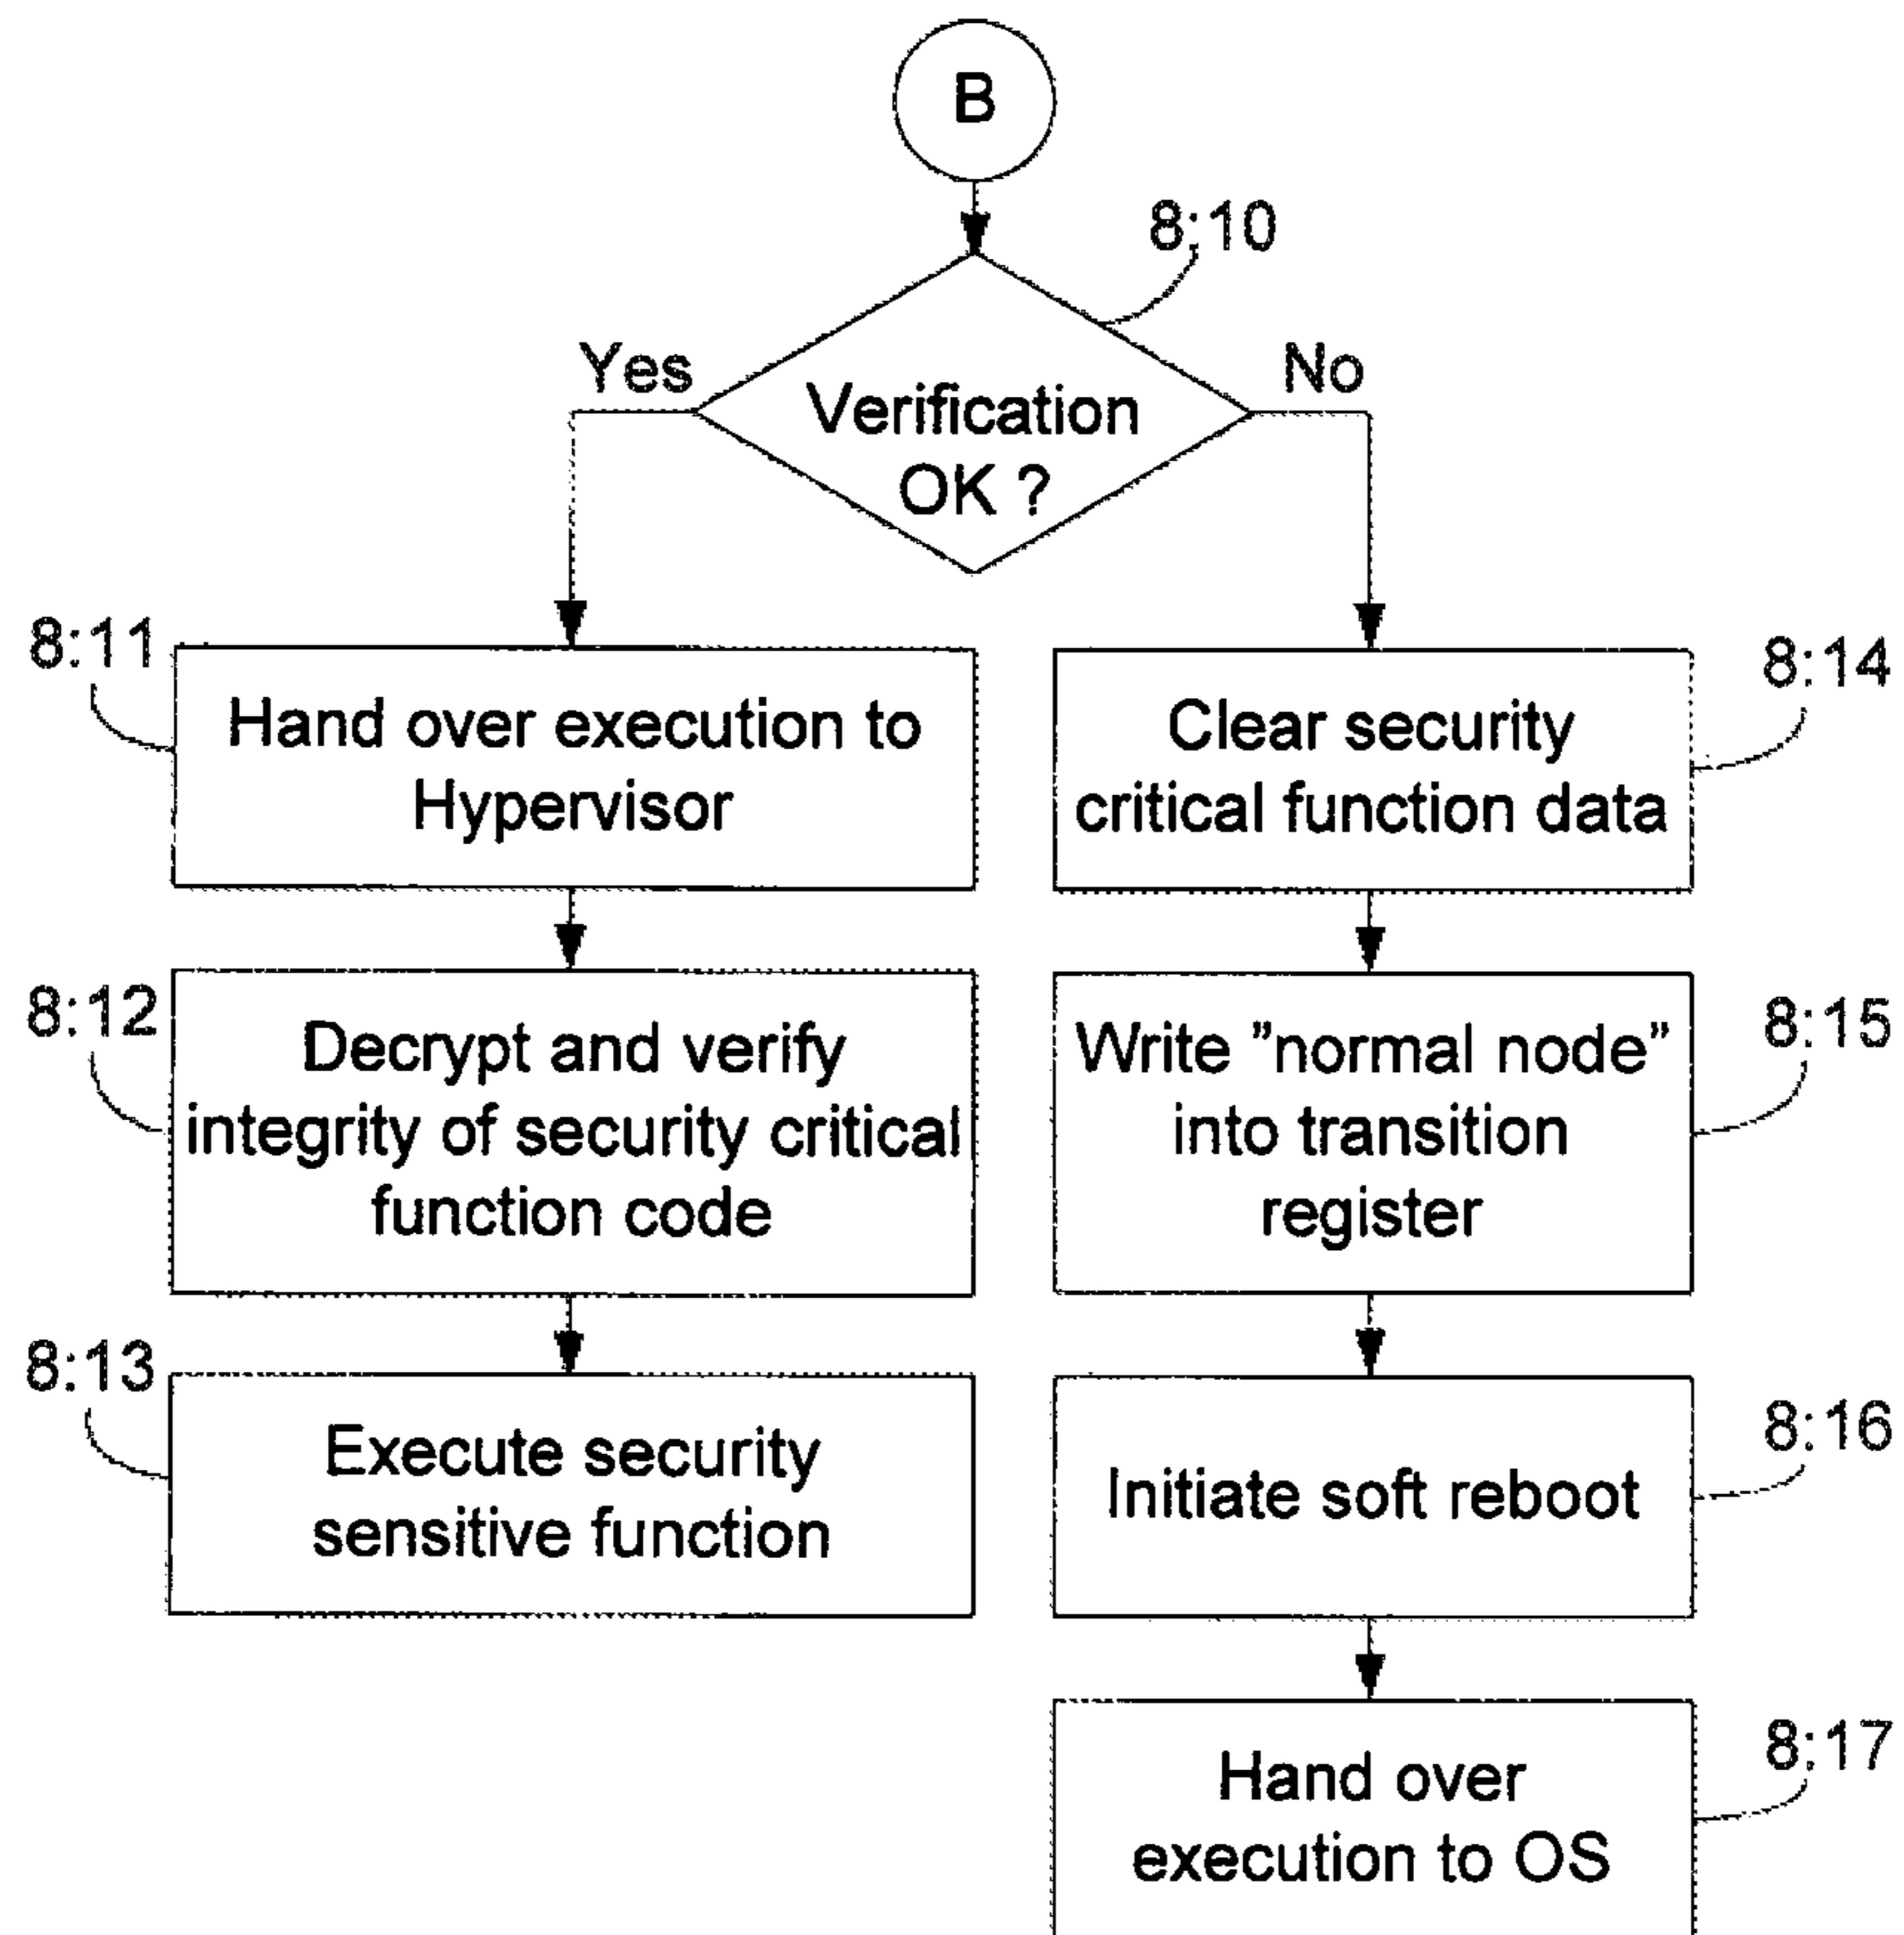 B
8:10
Yes
No
Verification
OK ?
8:11
Hand over execution to
Hypervisor
8:14
Clear security
critical function data
8:12
Decrypt and verify
integrity of security critical
function code
8:15
Write ”normal node”
into transition
register
8:13
Execute security
sensitive function
8:16
Initiate soft reboot
8:17
Hand over
execution to OS